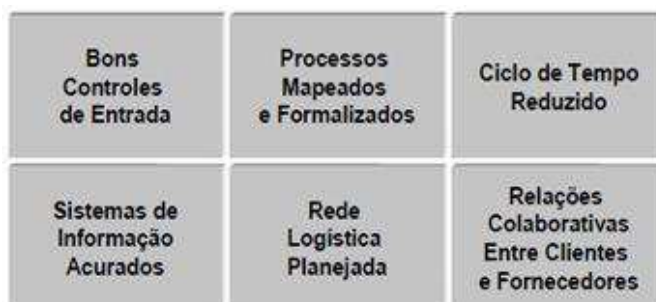 Bons
Controles
de Entrada
Processos
Mapeados
e Formalizados
Ciclo de Tempo
Reduzido
Sistemas de
Informação
Acurados
Rede
Logística
Planejada
Relações
Colaborativas
Entre Clientes
e Fornecedores